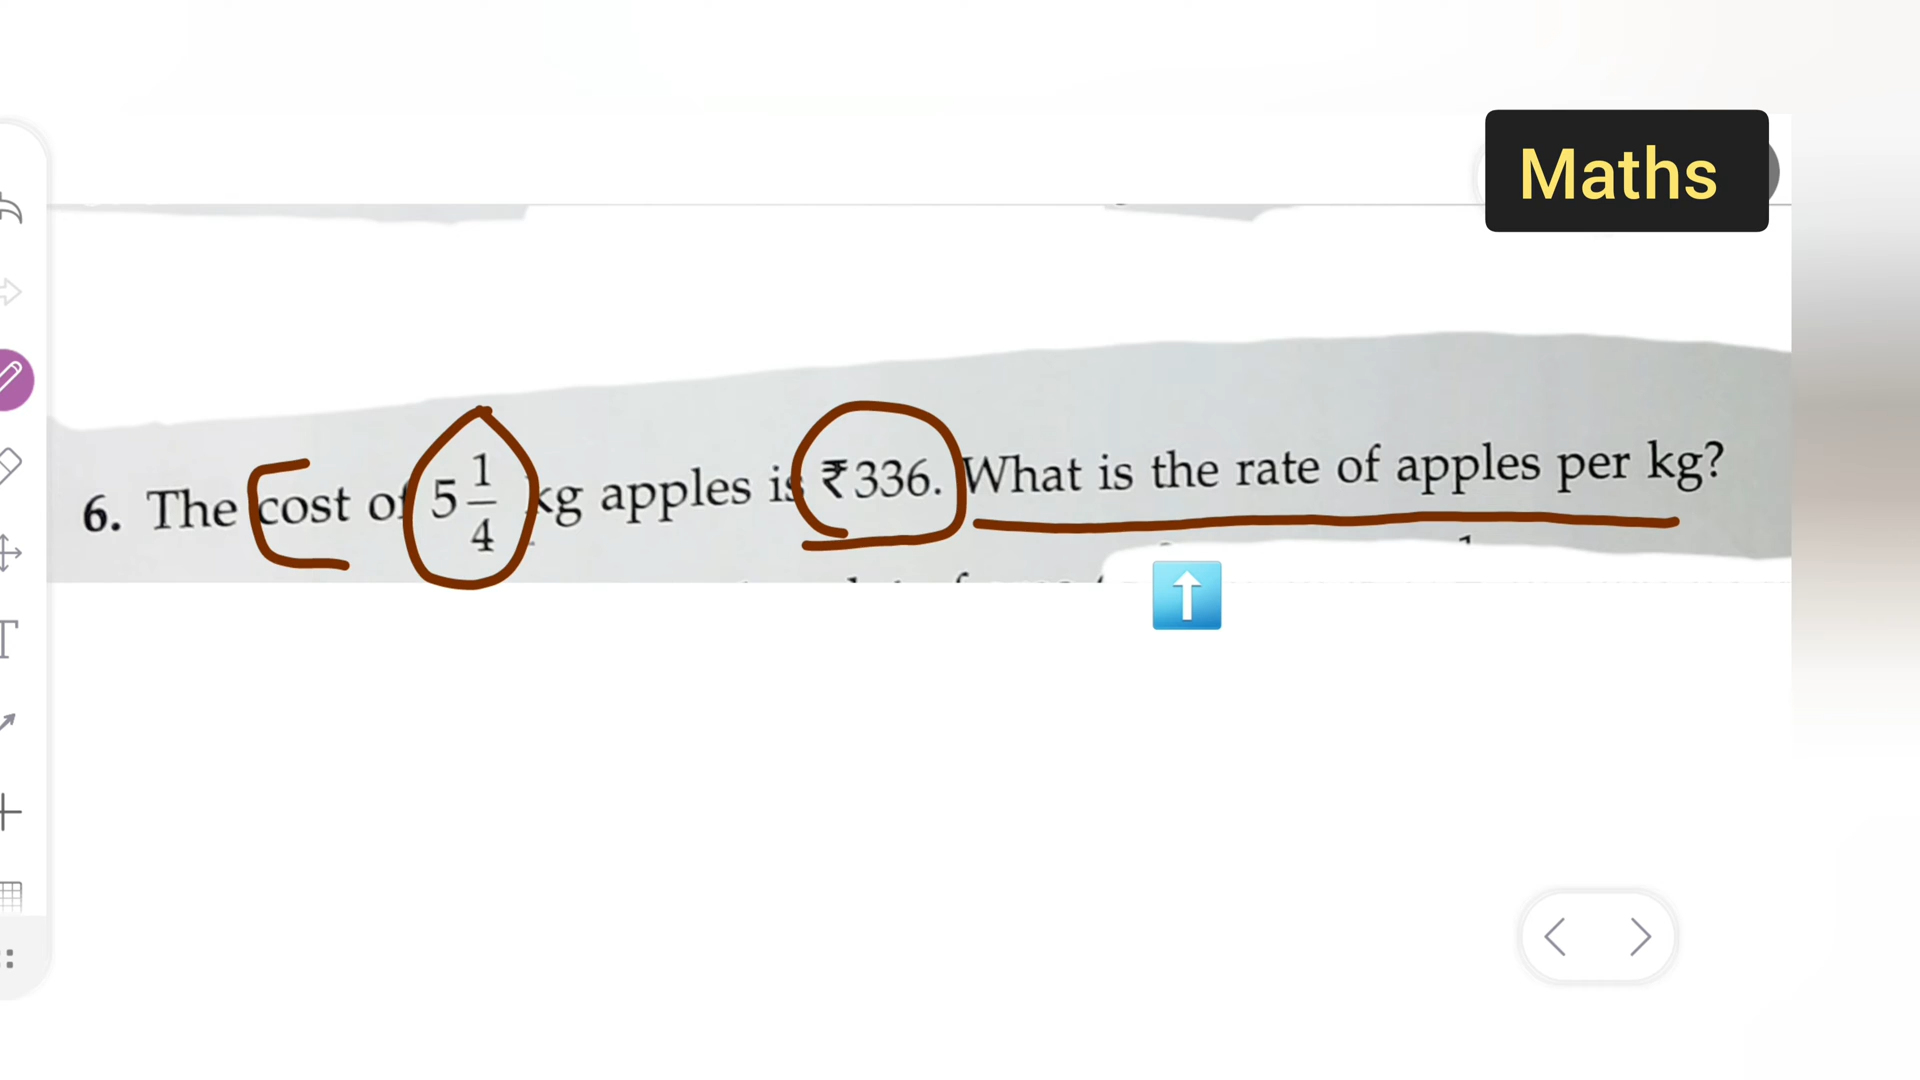 Maths
6. The cost of 5 1/4 kg apples is ₹336. What is the rate of apples per kg?